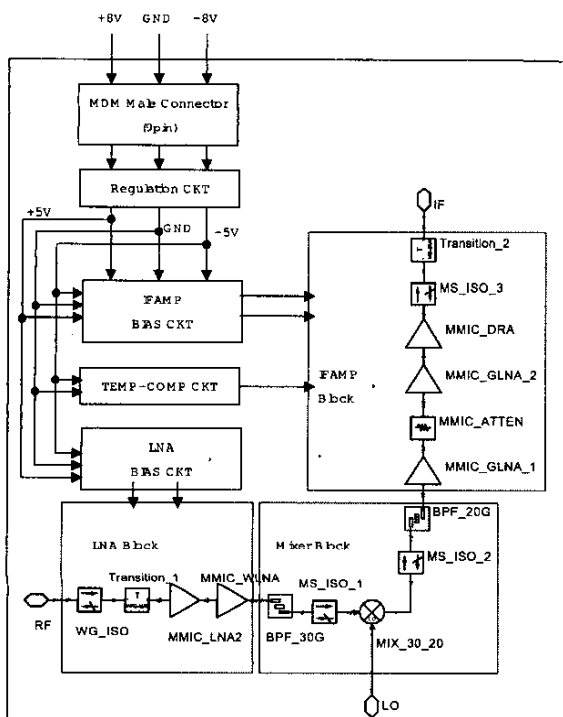 +8V GND -8V
MDM Male Connector
(9pin)
Regulation CKT
+5V
GND
-5V
IFAMP
BIAS CKT
TEMP-COMP CKT
LNA
BIAS CKT
IF
Transition_2
MS_ISO_3
MMIC_DRA
MMIC_GLNA_2
IFAMP
Block
MMIC_ATTEN
MMIC_GLNA_1
BPF_20G
LNA Block
Mixer Block
MS_ISO_2
Transition_1
MMIC_WLNA
MS_ISO_1
RF
WG_ISO
MMIC_LNA2
BPF_30G
MIX_30_20
LO